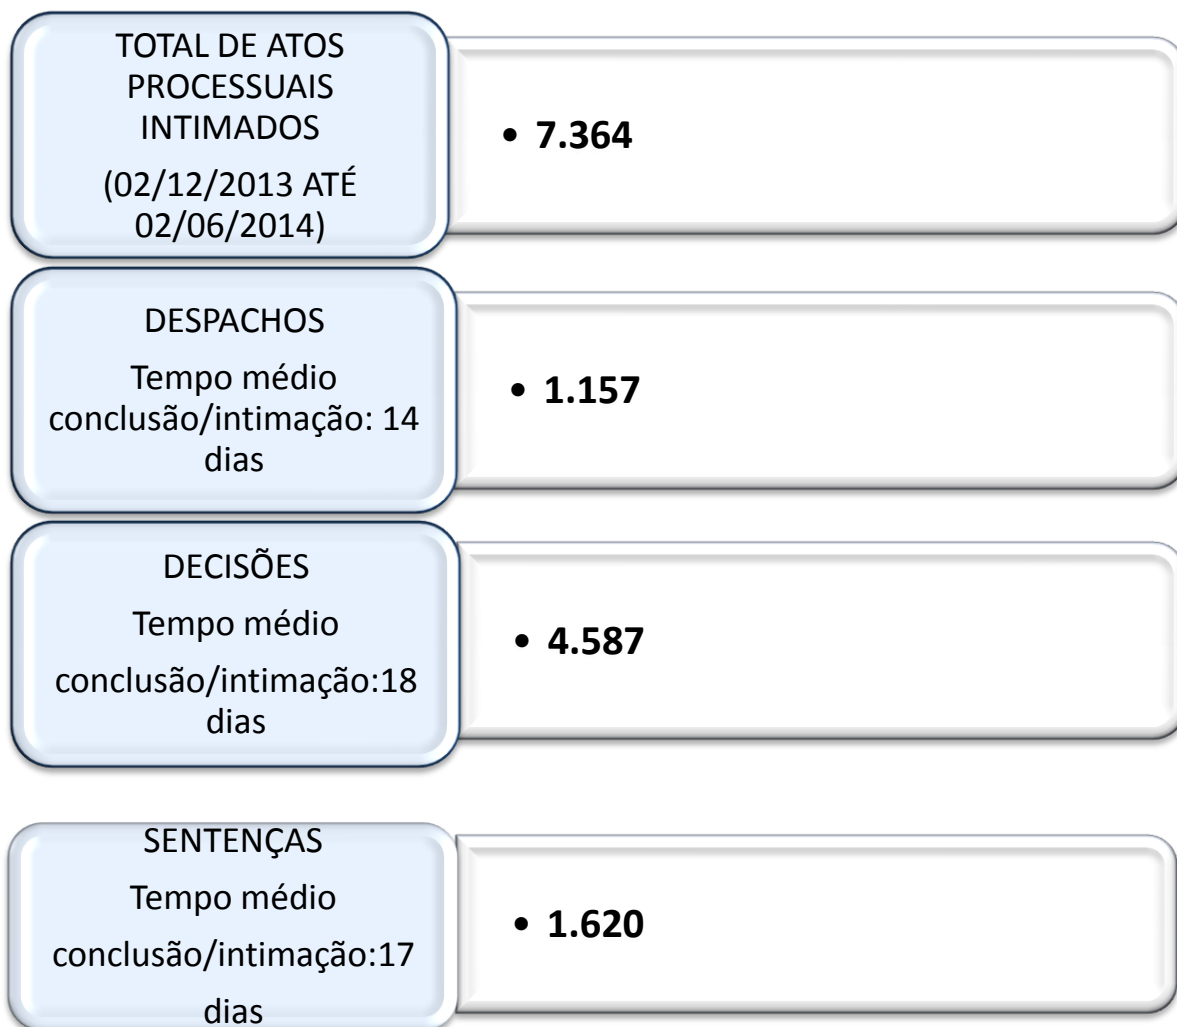 TOTAL DE ATOS
PROCESSUAIS
INTIMADOS
(02/12/2013 ATÉ
02/06/2014)
• 7.364
DESPACHOS
Tempo médio
conclusão/intimação: 14
dias
• 1.157
DECISÕES
Tempo médio
conclusão/intimação:18
dias
• 4.587
SENTENÇAS
Tempo médio
conclusão/intimação:17
dias
• 1.620